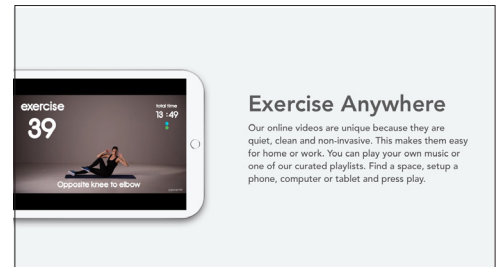 exercise
39
total time
13 :49
Opposite knee to elbow
Exercise Anywhere
Our online videos are unique because they are
quiet, clean and non-invasive. This makes them easy
for home or work. You can play your own music or
one of our curated playlists. Find a space, setup a
phone, computer or tablet and press play.